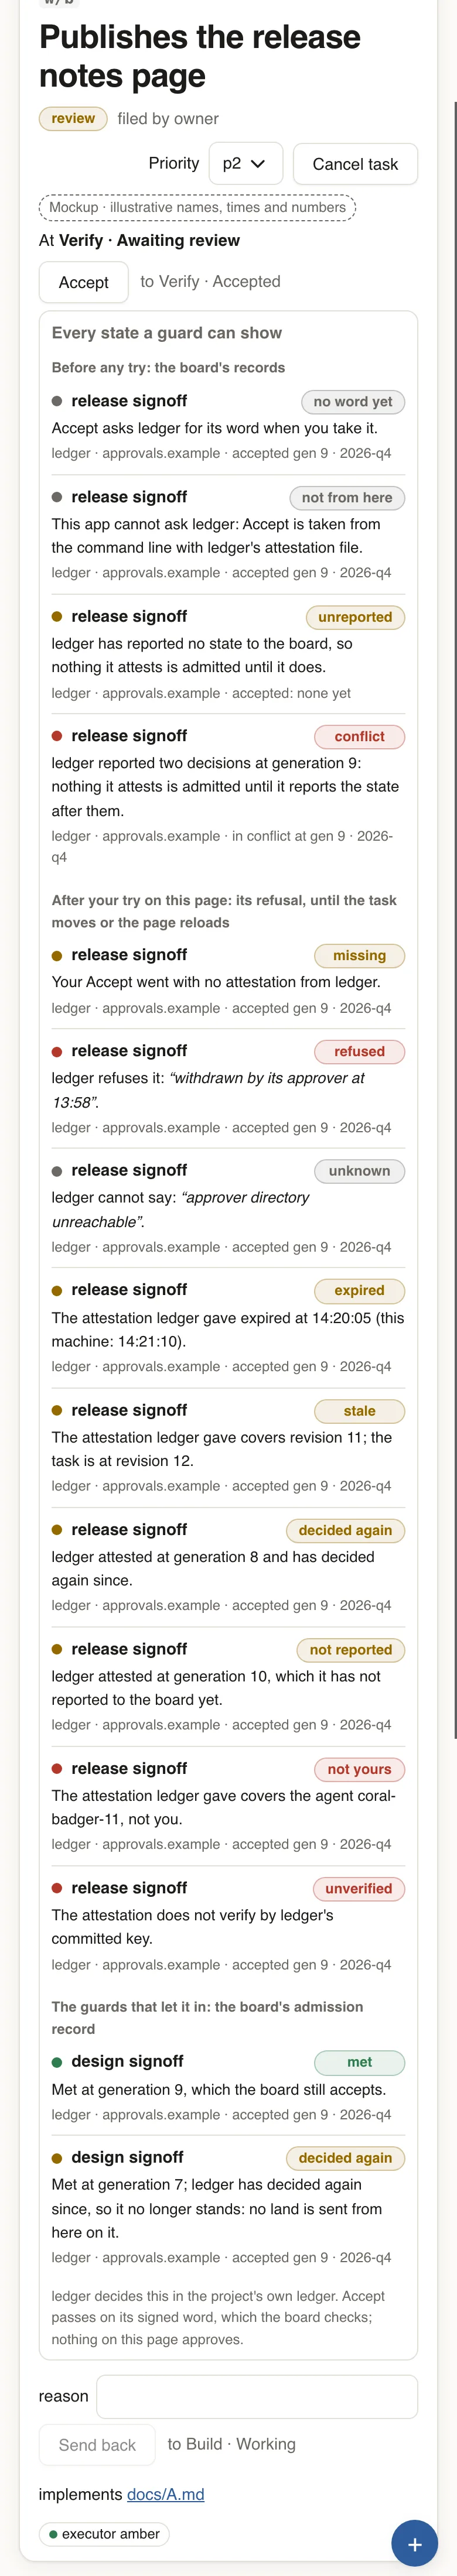 Publishes the release
notes page
review filed by owner
Priority p2 Cancel task
Mockup · illustrative names, times and numbers
At Verify · Awaiting review
Accept to Verify · Accepted
Every state a guard can show
Before any try: the board's records
release signoff no word yet
Accept asks ledger for its word when you take it.
ledger · approvals.example · accepted gen 9 · 2026-q4
release signoff not from here
This app cannot ask ledger: Accept is taken from
the command line with ledger's attestation file.
ledger · approvals.example · accepted gen 9 · 2026-q4
release signoff unreported
ledger has reported no state to the board, so
nothing it attests is admitted until it does.
ledger · approvals.example · accepted: none yet
release signoff conflict
ledger reported two decisions at generation 9:
nothing it attests is admitted until it reports the state
after them.
ledger · approvals.example · in conflict at gen 9 · 2026-
q4
After your try on this page: its refusal, until the task
moves or the page reloads
release signoff missing
Your Accept went with no attestation from ledger.
ledger · approvals.example · accepted gen 9 · 2026-q4
release signoff refused
ledger refuses it: “withdrawn by its approver at
13:58”.
ledger · approvals.example · accepted gen 9 · 2026-q4
release signoff unknown
ledger cannot say: “approver directory
unreachable”.
ledger · approvals.example · accepted gen 9 · 2026-q4
release signoff expired
The attestation ledger gave expired at 14:20:05 (this
machine: 14:21:10).
ledger · approvals.example · accepted gen 9 · 2026-q4
release signoff stale
The attestation ledger gave covers revision 11; the
task is at revision 12.
ledger · approvals.example · accepted gen 9 · 2026-q4
release signoff decided again
ledger attested at generation 8 and has decided
again since.
ledger · approvals.example · accepted gen 9 · 2026-q4
release signoff not reported
ledger attested at generation 10, which it has not
reported to the board yet.
ledger · approvals.example · accepted gen 9 · 2026-q4
release signoff not yours
The attestation ledger gave covers the agent coral-
badger-11, not you.
ledger · approvals.example · accepted gen 9 · 2026-q4
release signoff unverified
The attestation does not verify by ledger's
committed key.
ledger · approvals.example · accepted gen 9 · 2026-q4
The guards that let it in: the board's admission
record
design signoff met
Met at generation 9, which the board still accepts.
ledger · approvals.example · accepted gen 9 · 2026-q4
design signoff decided again
Met at generation 7; ledger has decided again
since, so it no longer stands: no land is sent from
here on it.
ledger · approvals.example · accepted gen 9 · 2026-q4
ledger decides this in the project's own ledger. Accept
passes on its signed word, which the board checks;
nothing on this page approves.
reason
Send back to Build · Working
implements docs/A.md
executor amber
+